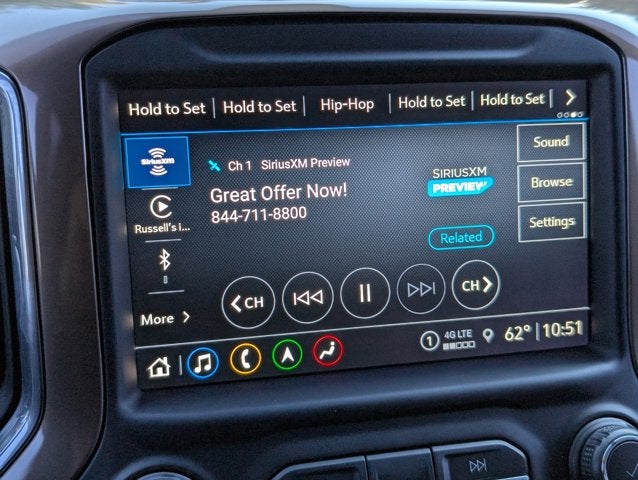 Hold to Set | Hold to Set | Hip-Hop | Hold to Set | Hold to Set
SiriusXM
Ch 1 SiriusXM Preview
Great Offer Now!
844-711-8800
SIRIUSXM
PREVIEW
Related
Sound
Browse
Settings
Russell's i...
More
CH
CH
1 4G LTE 62° 10:51